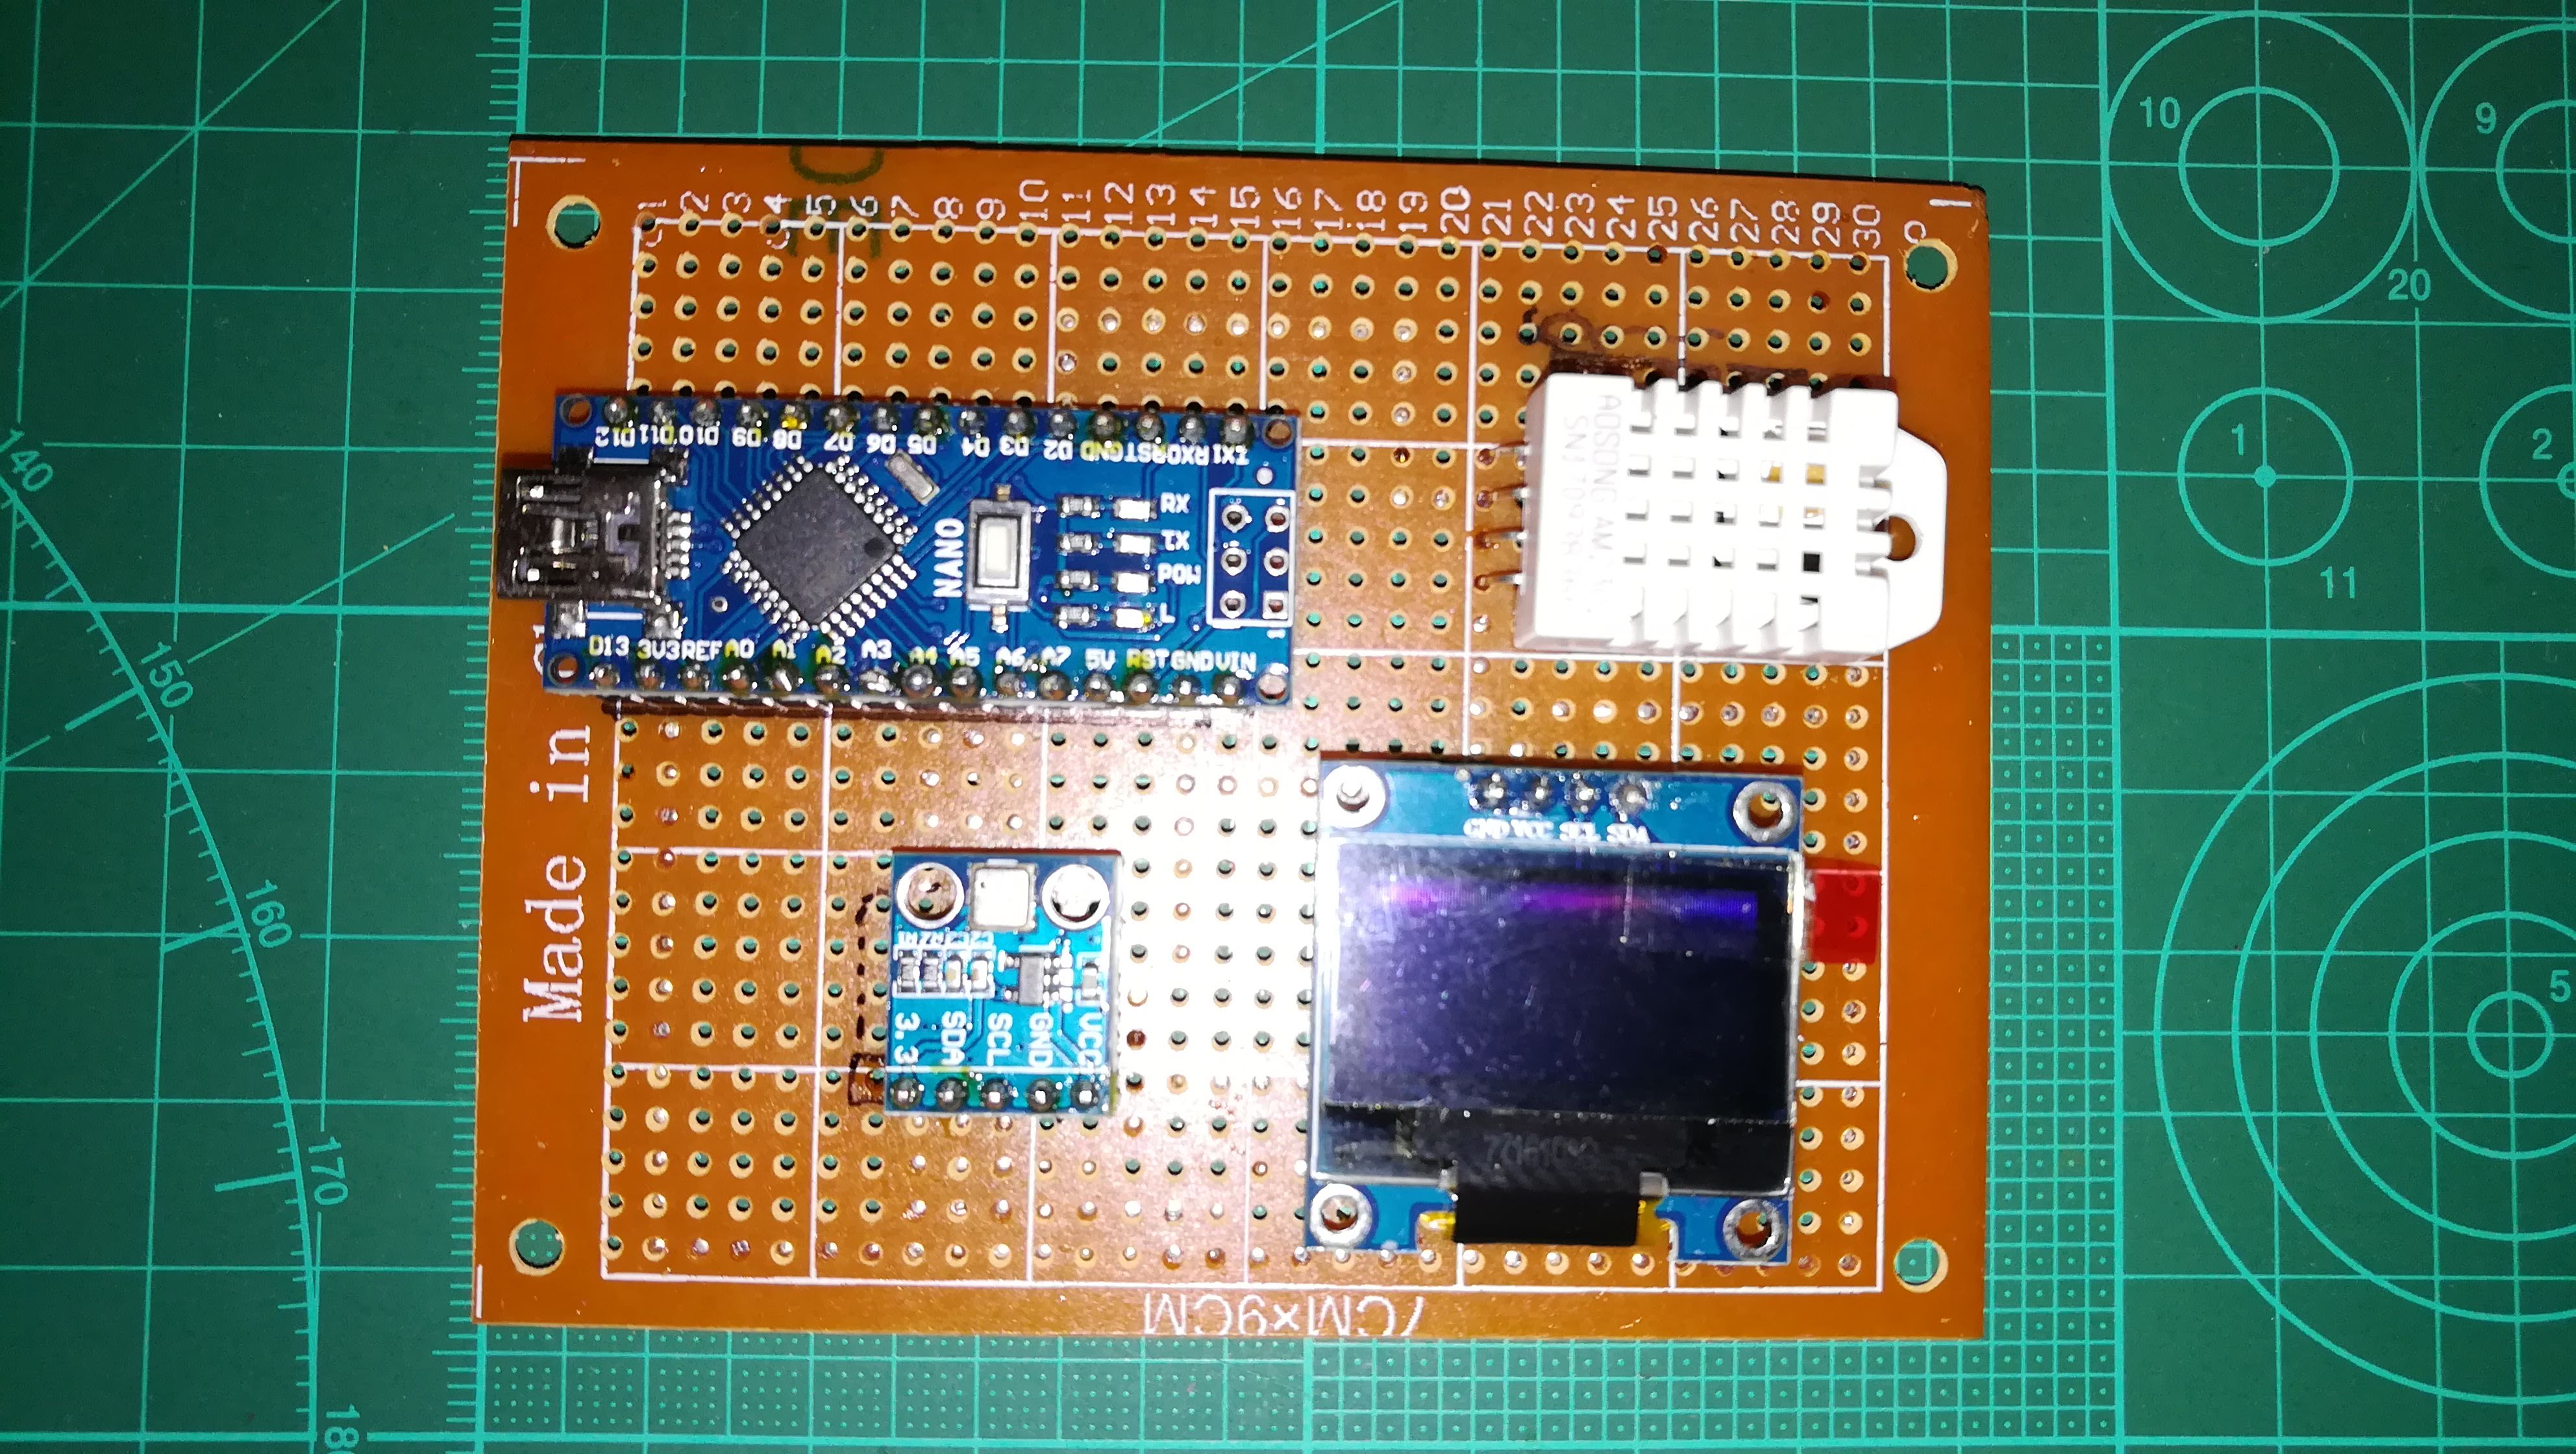 1 2 3 4 5 6 7 8 9 10 11 12 13 14 15 16 17 18 19 20 21 22 23 24 25 26 27 28 29 30
D12 D11 D10 D9 D8 D7 D6 D5 D4 D3 D2 GND RST RX0 TX1
NANO
RX
TX
POW
L
1
D13 3V3 REF A0 A1 A2 A3 A4 A5 A6 A7 5V RST GND VIN
AOSONG
Made in
GND VCC SCL SDA
3.3 SDA SCL GND VCC
7CM×9CM
140
150
160
170
10
9
20
1
2
11
5